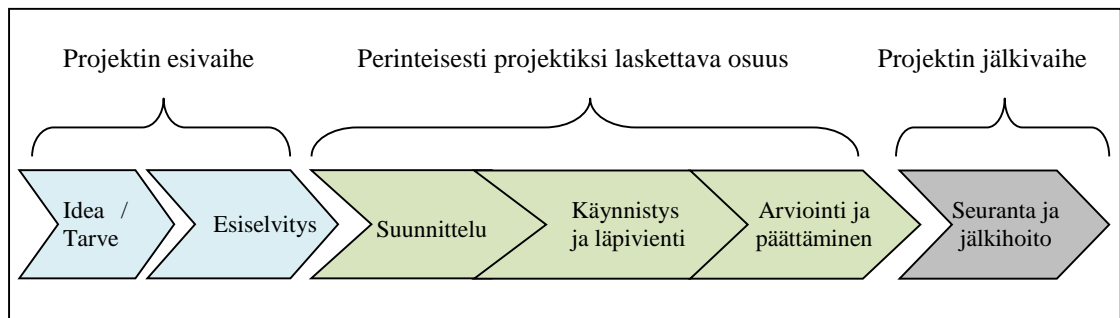 Projektin esivaihe
Perinteisesti projektiksi laskettava osuus
Projektin jälkivaihe
Idea /
Tarve
Esiselvitys
Suunnittelu
Käynnistys
ja läpivienti
Arviointi ja
päättäminen
Seuranta ja
jälkihoito